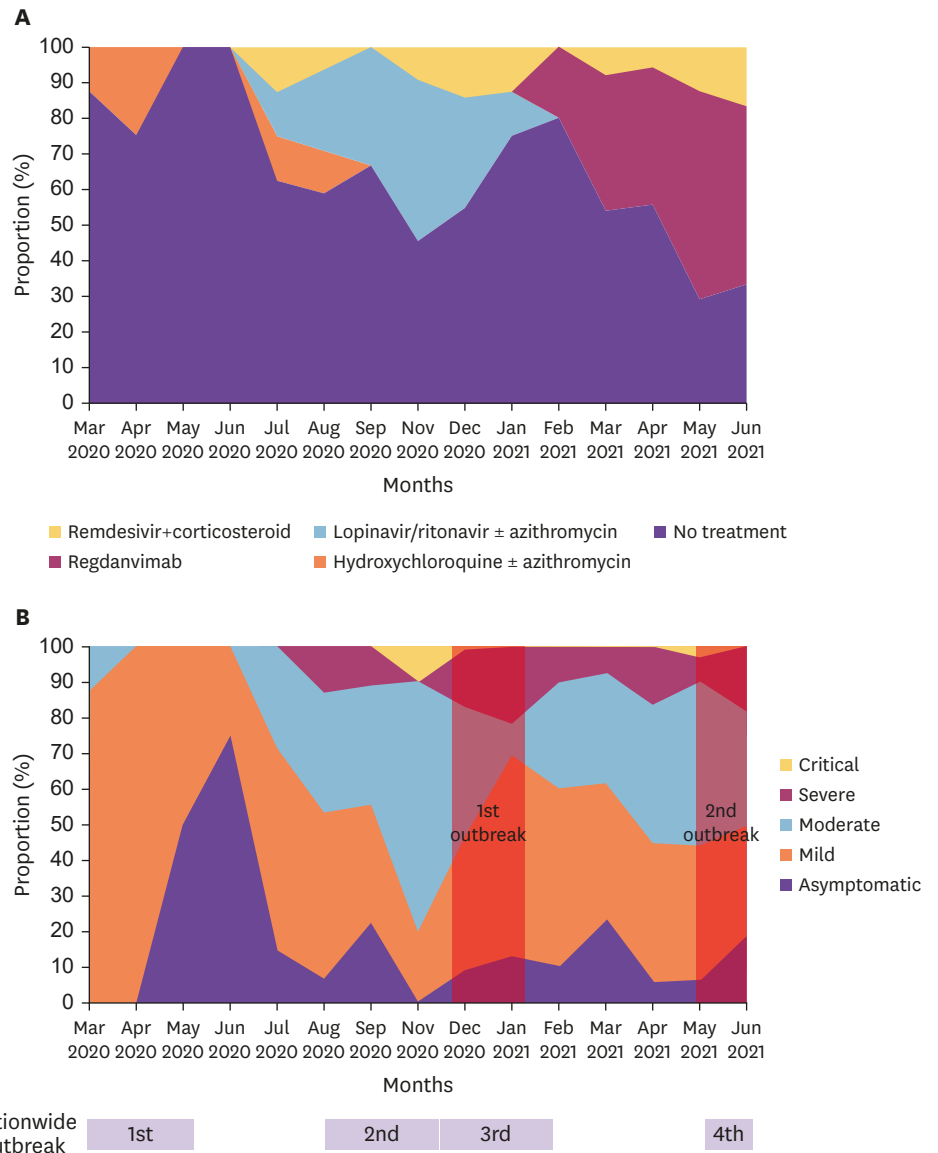 A
100
90
80
70
60
50
40
30
20
10
0
Proportion (%)
Mar Apr May Jun Jul Aug Sep Nov Dec Jan Feb Mar Apr May Jun
2020 2020 2020 2020 2020 2020 2020 2020 2020 2021 2021 2021 2021 2021 2021
Months
Remdesivir+corticosteroid Lopinavir/ritonavir ± azithromycin No treatment
Regdanvimab Hydroxychloroquine ± azithromycin
B
100
90
80
70
60
50
40
30
20
10
0
Proportion (%)
1st
outbreak
2nd
outbreak
Critical
Severe
Moderate
Mild
Asymptomatic
Mar Apr May Jun Jul Aug Sep Nov Dec Jan Feb Mar Apr May Jun
2020 2020 2020 2020 2020 2020 2020 2020 2020 2021 2021 2021 2021 2021 2021
Months
tionwide
utbreak
1st 2nd 3rd 4th